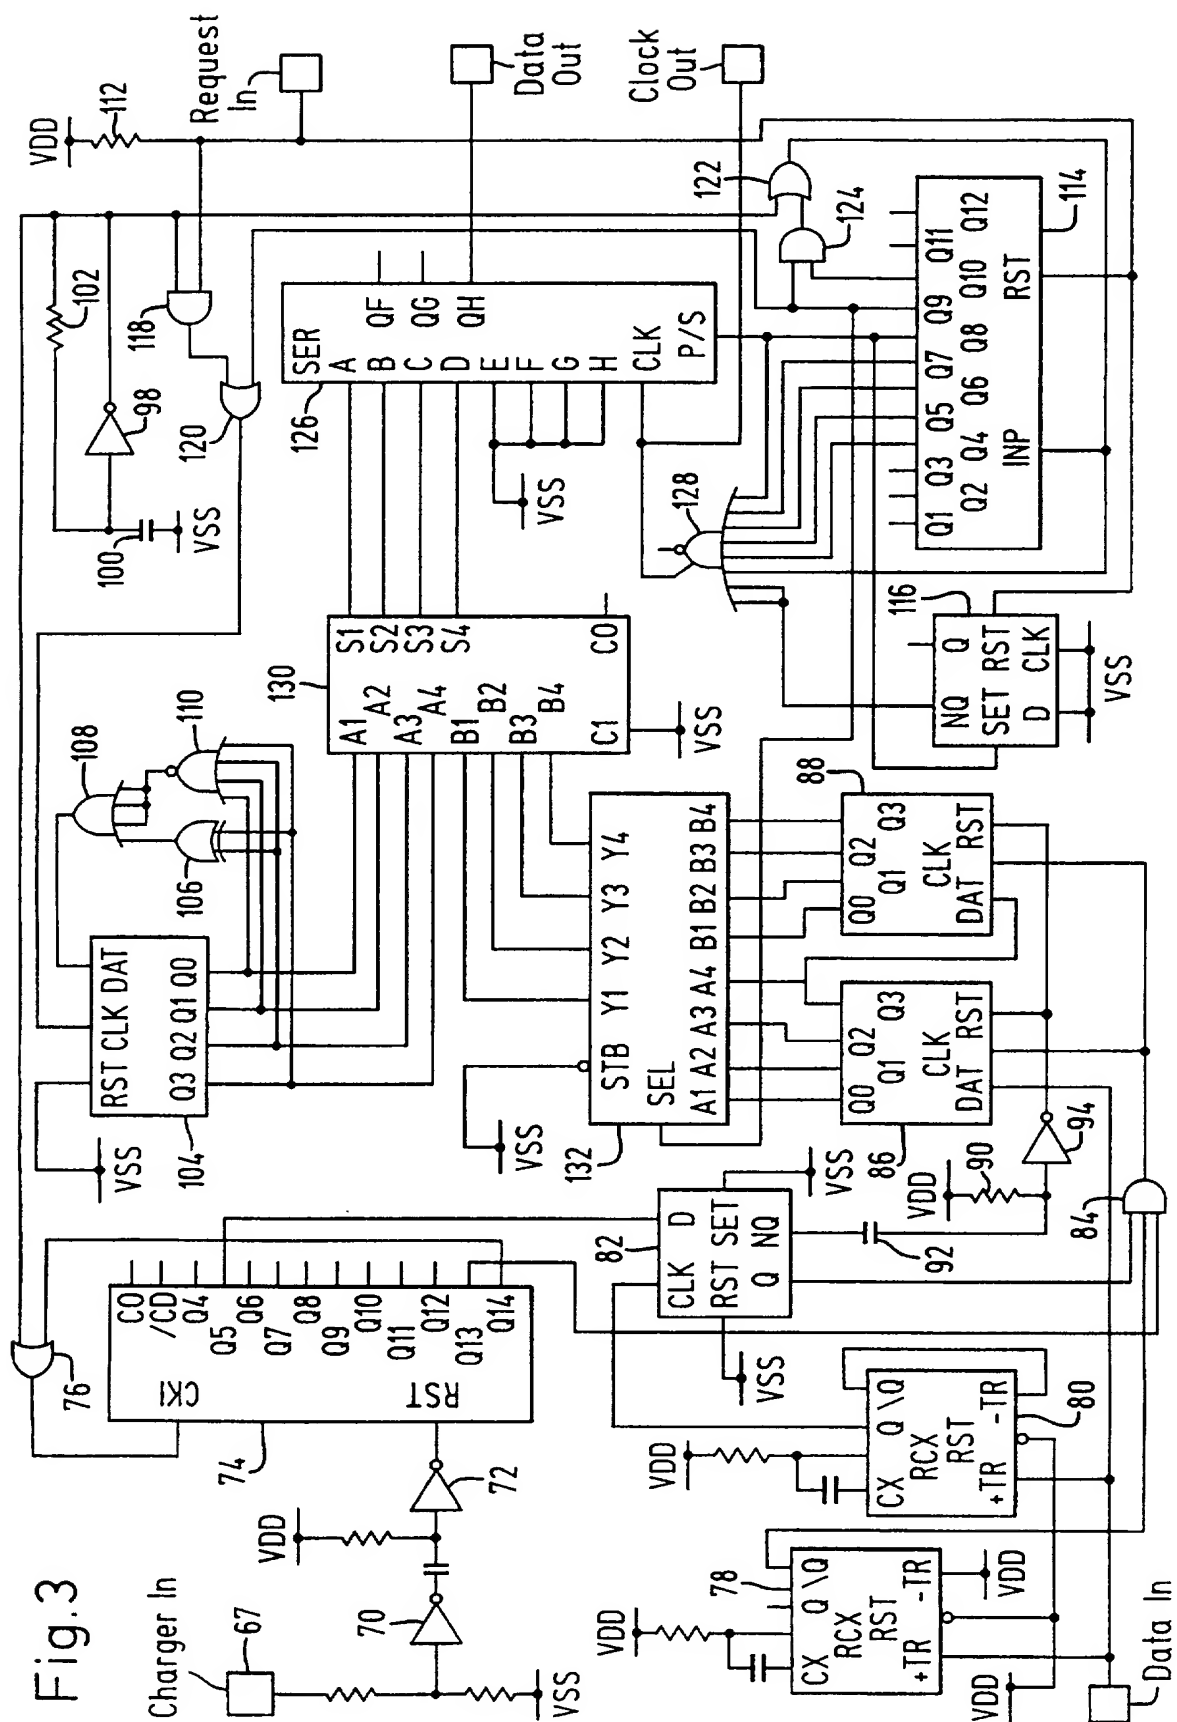 Fig.3
Charger In
67
VSS
70
VDD
72
74
CKI
RST
CO
/CD
Q4
Q5
Q6
Q7
Q8
Q9
Q10
Q11
Q12
Q13
Q14
76
VSS
104
RST CLK DAT
Q3 Q2 Q1 Q0
106
108
110
100
VSS
98
102
118
120
VDD
112
Request
In
Data
Out
Clock
Out
130
A1
A2
A3
A4
B1
B2
B3
B4
C1
S1
S2
S3
S4
C0
VSS
126
SER
A
B
C
D
E
F
G
H
CLK
P/S
QF
QG
QH
VSS
122
124
128
114
Q1
Q2
Q3
Q4
Q5
Q6
Q7
Q8
Q9
Q10
Q11
Q12
INP
RST
116
NQ
Q
SET
RST
D
CLK
VSS
132
VSS
STB
SEL
Y1
Y2
Y3
Y4
A1 A2 A3 A4 B1 B2 B3 B4
82
CLK
D
RST
SET
Q
NQ
VSS
VSS
VDD
90
92
94
84
86
Q0
Q1
Q2
Q3
CLK
DAT
RST
88
Q0
Q1
Q2
Q3
CLK
DAT
RST
VDD
78
CX
RCX
Q
\Q
RST
+TR
-TR
VDD
VDD
VDD
80
CX
RCX
Q
\Q
RST
+TR
-TR
Data In